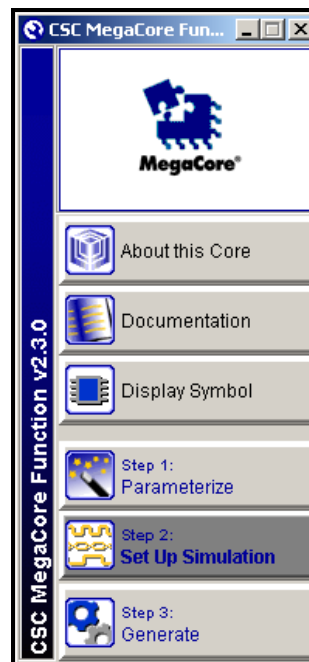 CSC MegaCore Fun...
MegaCore®
About this Core
Documentation
Display Symbol
Step 1:
Parameterize
Step 2:
Set Up Simulation
Step 3:
Generate
CSC MegaCore Function v2.3.0